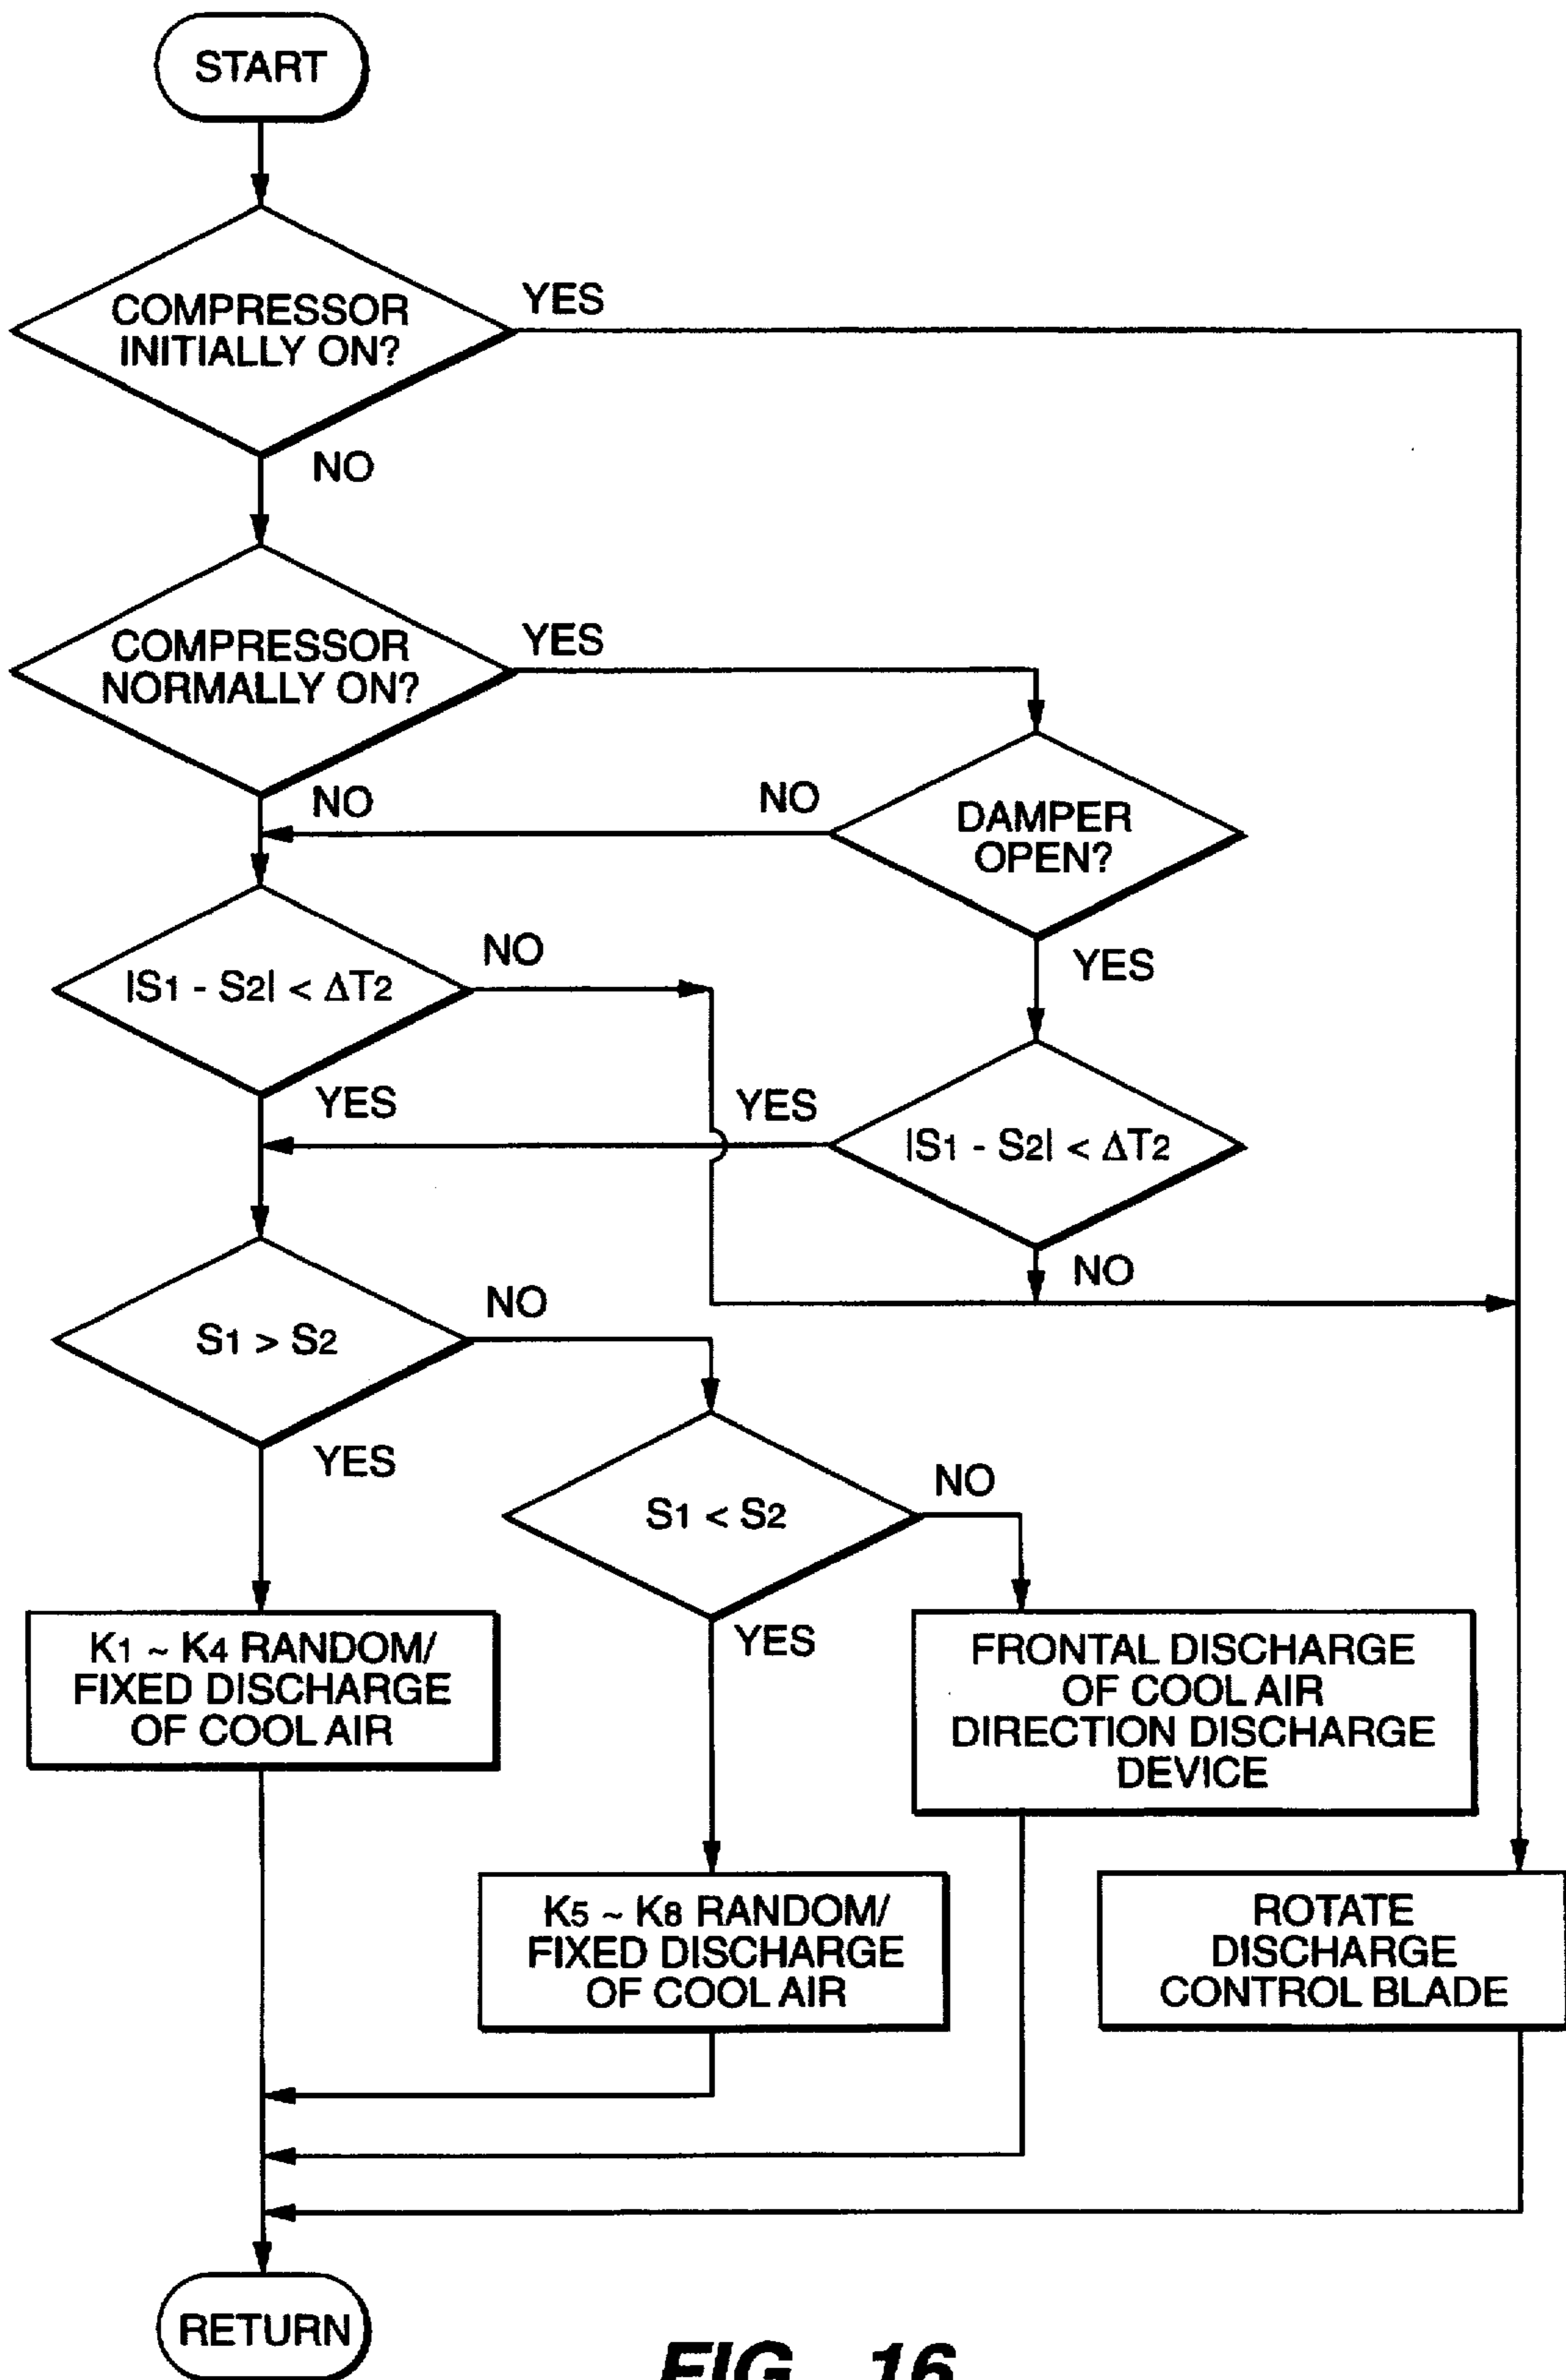 START
COMPRESSOR
INITIALLY ON?
YES
NO
COMPRESSOR
NORMALLY ON?
YES
NO
NO
DAMPER
OPEN?
YES
|S1 - S2| < ΔT2
NO
YES
YES
|S1 - S2| < ΔT2
NO
S1 > S2
NO
YES
S1 < S2
NO
YES
K1 ~ K4 RANDOM/
FIXED DISCHARGE
OF COOL AIR
FRONTAL DISCHARGE
OF COOL AIR
DIRECTION DISCHARGE
DEVICE
K5 ~ K8 RANDOM/
FIXED DISCHARGE
OF COOL AIR
ROTATE
DISCHARGE
CONTROL BLADE
RETURN
FIG. 16